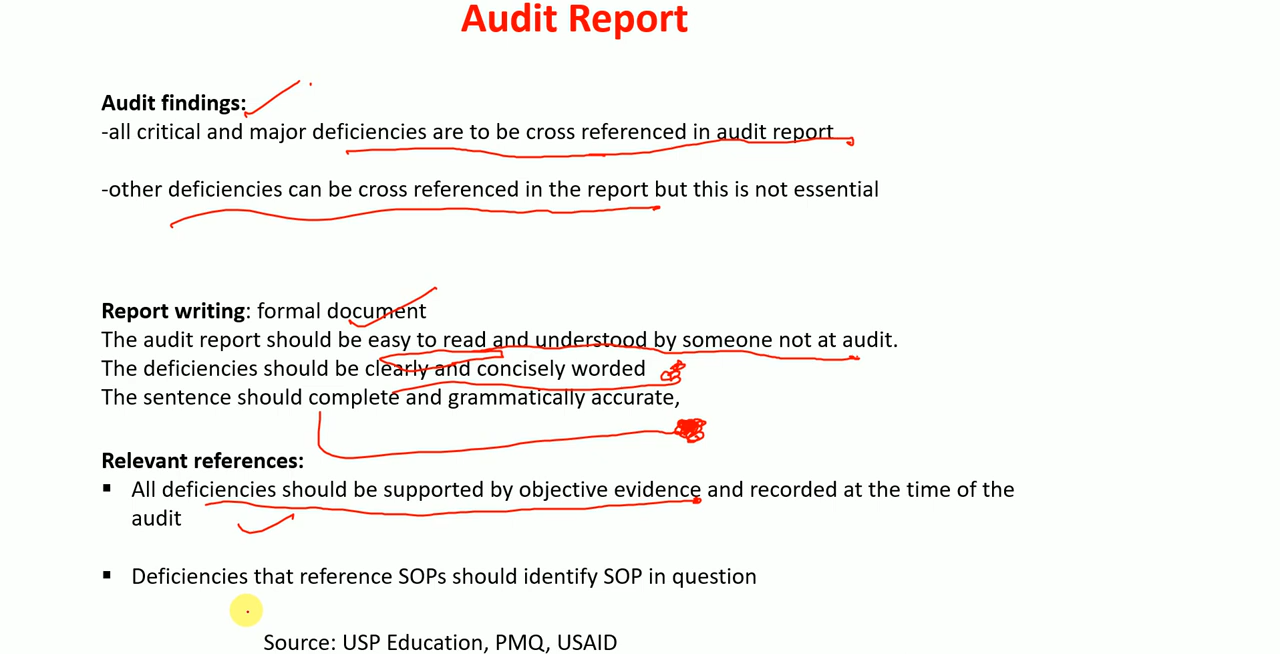 Audit Report
Audit findings:
-all critical and major deficiencies are to be cross referenced in audit report
-other deficiencies can be cross referenced in the report but this is not essential
Report writing: formal document
The audit report should be easy to read and understood by someone not at audit.
The deficiencies should be clearly and concisely worded
The sentence should complete and grammatically accurate,
Relevant references:
▪ All deficiencies should be supported by objective evidence and recorded at the time of the
audit
▪ Deficiencies that reference SOPs should identify SOP in question
Source: USP Education, PMQ, USAID